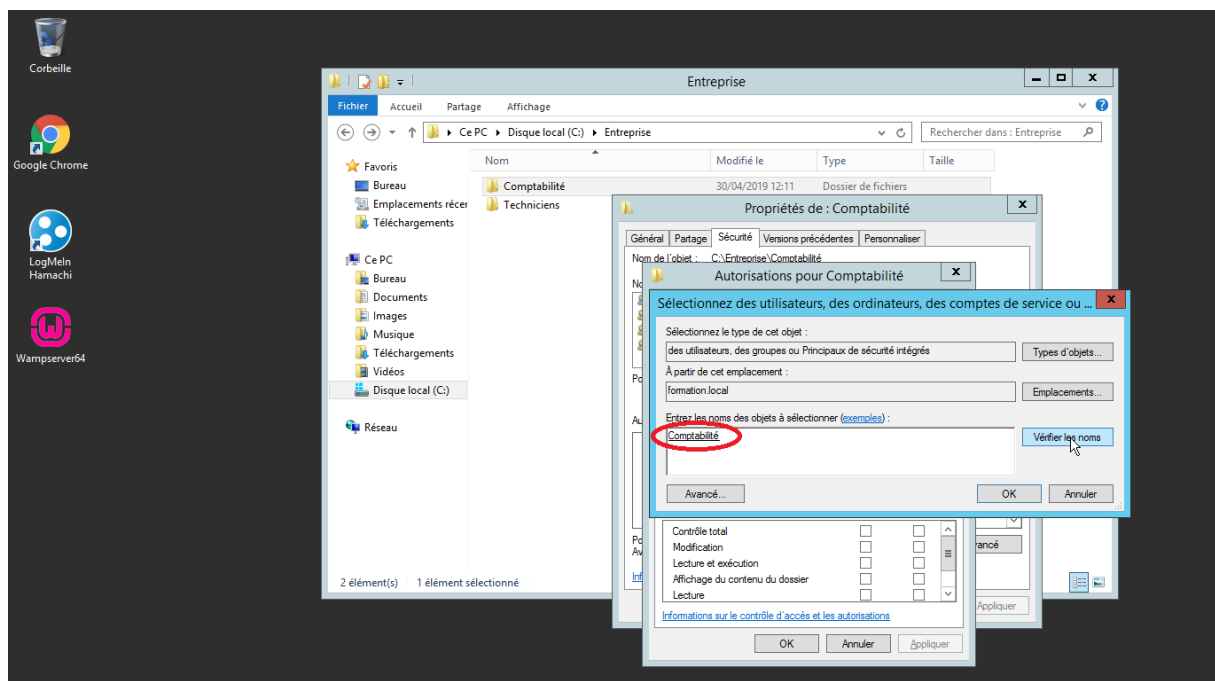 Corbeille
Google Chrome
LogMeIn
Hamachi
Wampserver64
Entreprise
Fichier Accueil Partage Affichage
Ce PC Disque local (C:) Entreprise
Rechercher dans : Entreprise
Nom Modifié le Type Taille
Favoris
Bureau
Emplacements récer
Téléchargements
Ce PC
Bureau
Documents
Images
Musique
Téléchargements
Vidéos
Disque local (C:)
Réseau
Comptabilité 30/04/2019 12:11 Dossier de fichiers
Techniciens
2 élément(s) 1 élément sélectionné
Propriétés de : Comptabilité
Général Partage Sécurité Versions précédentes Personnaliser
Nom de l'objet : C:\Entreprise\Comptabilité
Autorisations pour Comptabilité
Sélectionnez des utilisateurs, des ordinateurs, des comptes de service ou ...
Sélectionnez le type de cet objet :
des utilisateurs, des groupes ou Principaux de sécurité intégrés
Types d'objets...
À partir de cet emplacement :
formation.local
Emplacements...
Entrez les noms des objets à sélectionner (exemples) :
Comptabilité
Vérifier les noms
Avancé... OK Annuler
Contrôle total
Modification
Lecture et exécution
Affichage du contenu du dossier
Lecture
Informations sur le contrôle d'accès et les autorisations
OK Annuler Appliquer
Appliquer